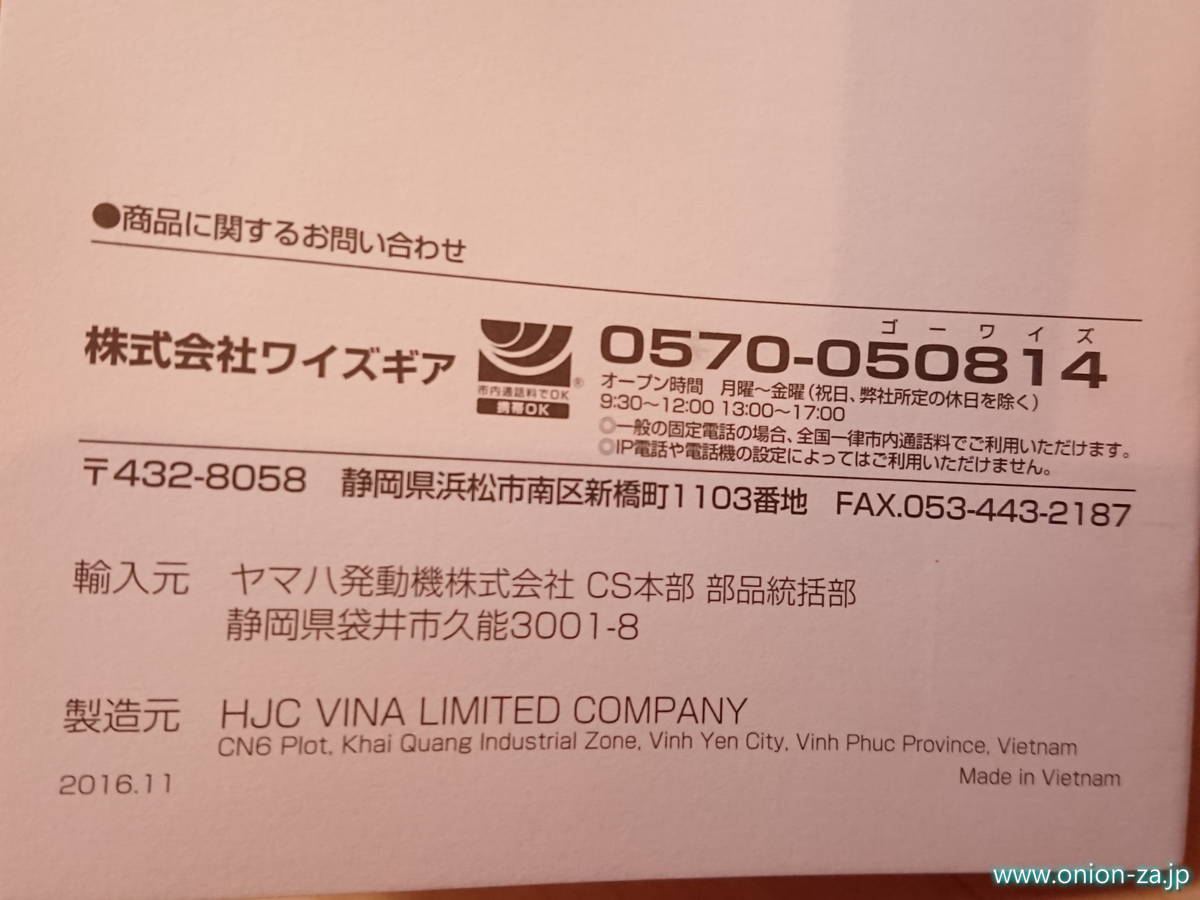 ●商品に関するお問い合わせ
株式会社ワイズギア
市内通話料でOK
携帯OK
ゴーワイズ
0570-050814
オープン時間 月曜～金曜（祝日、弊社所定の休日を除く）
9:30～12:00 13:00～17:00
◎一般の固定電話の場合、全国一律市内通話料でご利用いただけます。
◎IP電話や電話機の設定によってはご利用いただけません。
〒432-8058 静岡県浜松市南区新橋町1103番地 FAX.053-443-2187
輸入元 ヤマハ発動機株式会社 CS本部 部品統括部
静岡県袋井市久能3001-8
製造元 HJC VINA LIMITED COMPANY
CN6 Plot, Khai Quang Industrial Zone, Vinh Yen City, Vinh Phuc Province, Vietnam
2016.11
Made in Vietnam
www.onion-za.jp